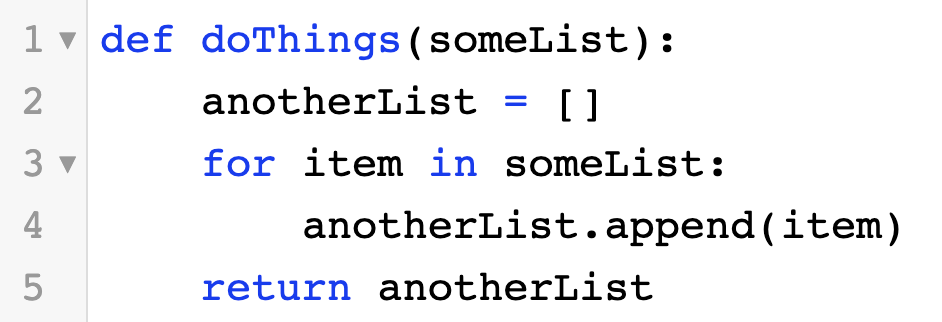 1 ▼ def doThings(someList):
2     anotherList = []
3 ▼     for item in someList:
4         anotherList.append(item)
5     return anotherList